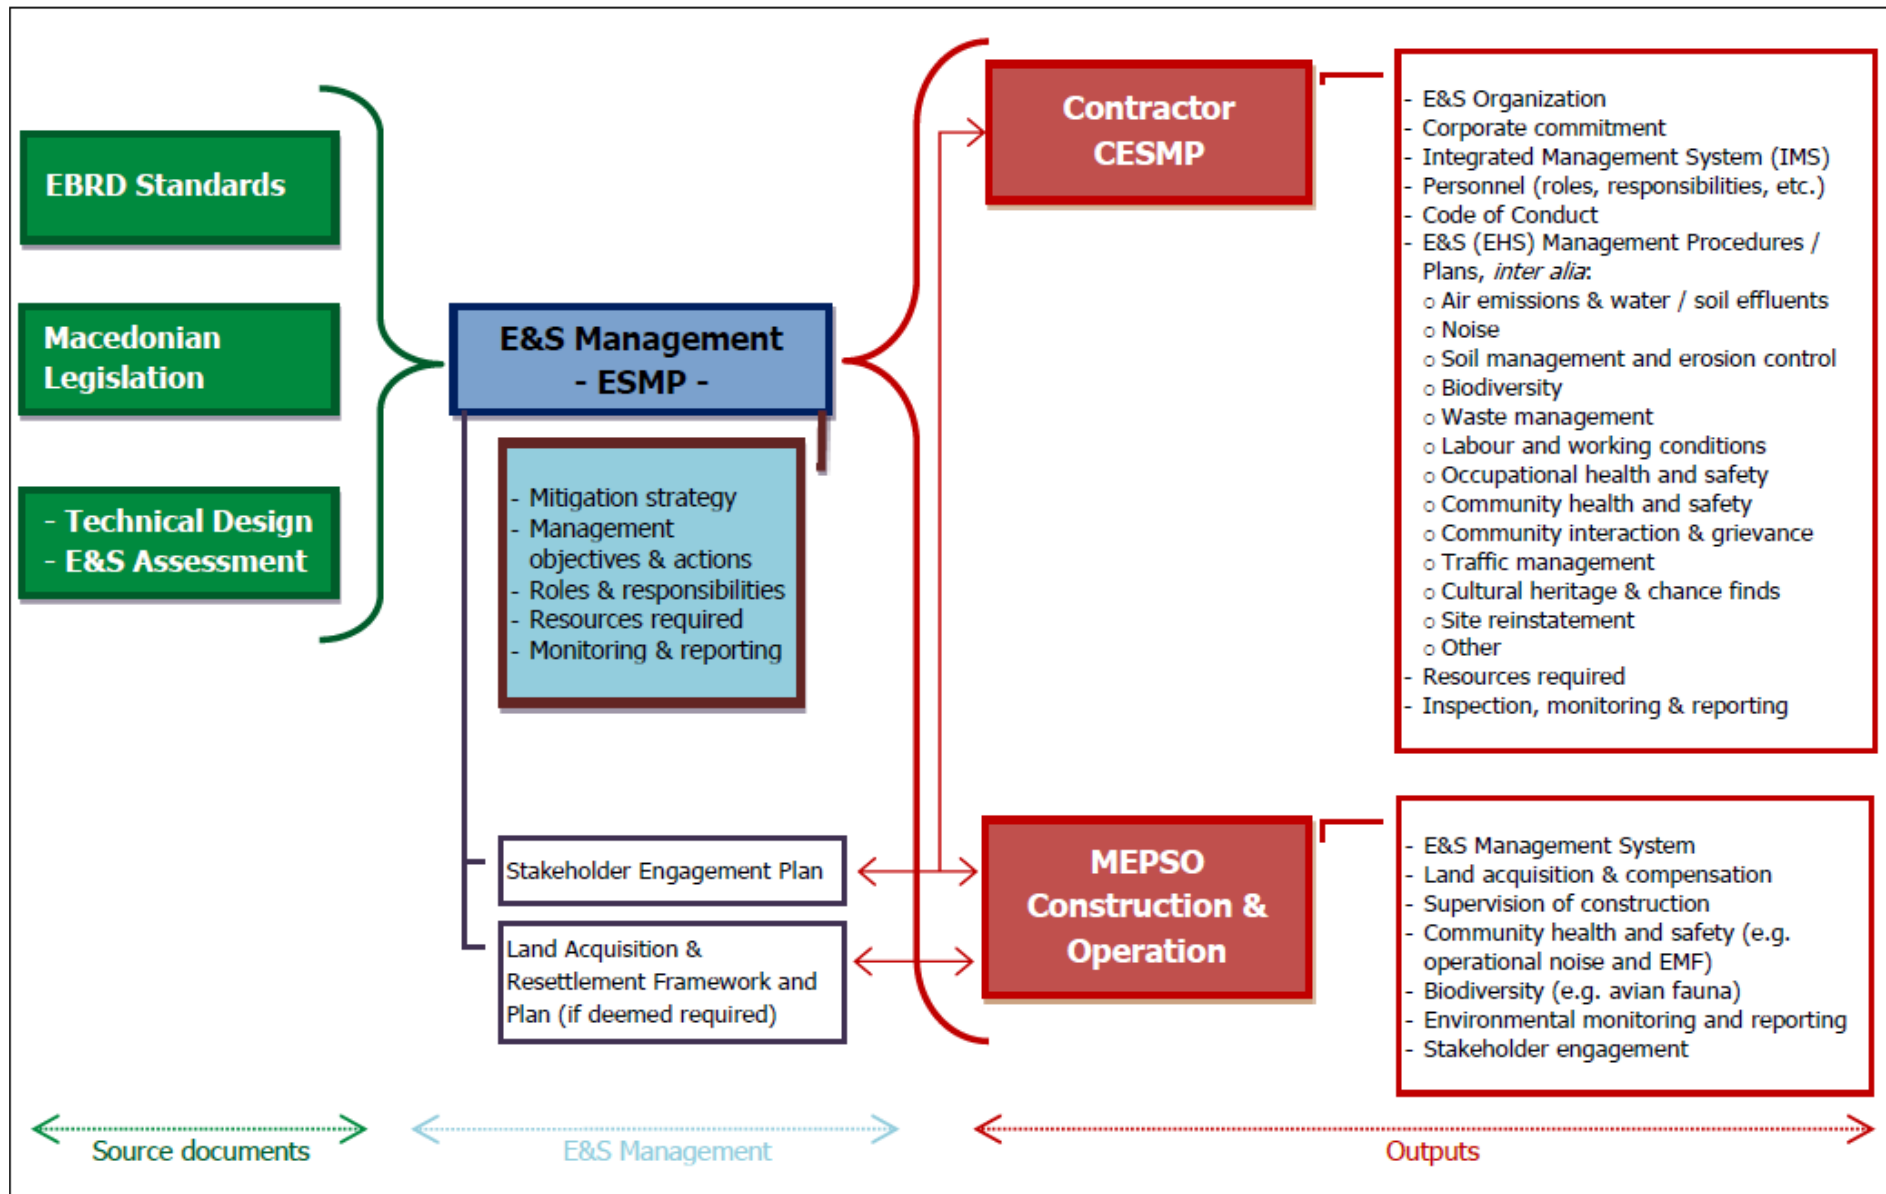 EBRD Standards
Macedonian
Legislation
- Technical Design
- E&S Assessment
E&S Management
- ESMP -
- Mitigation strategy
- Management
objectives & actions
- Roles & responsibilities
- Resources required
- Monitoring & reporting
Stakeholder Engagement Plan
Land Acquisition &
Resettlement Framework and
Plan (if deemed required)
Contractor
CESMP
- E&S Organization
- Corporate commitment
- Integrated Management System (IMS)
- Personnel (roles, responsibilities, etc.)
- Code of Conduct
- E&S (EHS) Management Procedures /
Plans, inter alia:
o Air emissions & water / soil effluents
o Noise
o Soil management and erosion control
o Biodiversity
o Waste management
o Labour and working conditions
o Occupational health and safety
o Community health and safety
o Community interaction & grievance
o Traffic management
o Cultural heritage & chance finds
o Site reinstatement
o Other
- Resources required
- Inspection, monitoring & reporting
MEPSO
Construction &
Operation
- E&S Management System
- Land acquisition & compensation
- Supervision of construction
- Community health and safety (e.g.
operational noise and EMF)
- Biodiversity (e.g. avian fauna)
- Environmental monitoring and reporting
- Stakeholder engagement
Source documents
E&S Management
Outputs